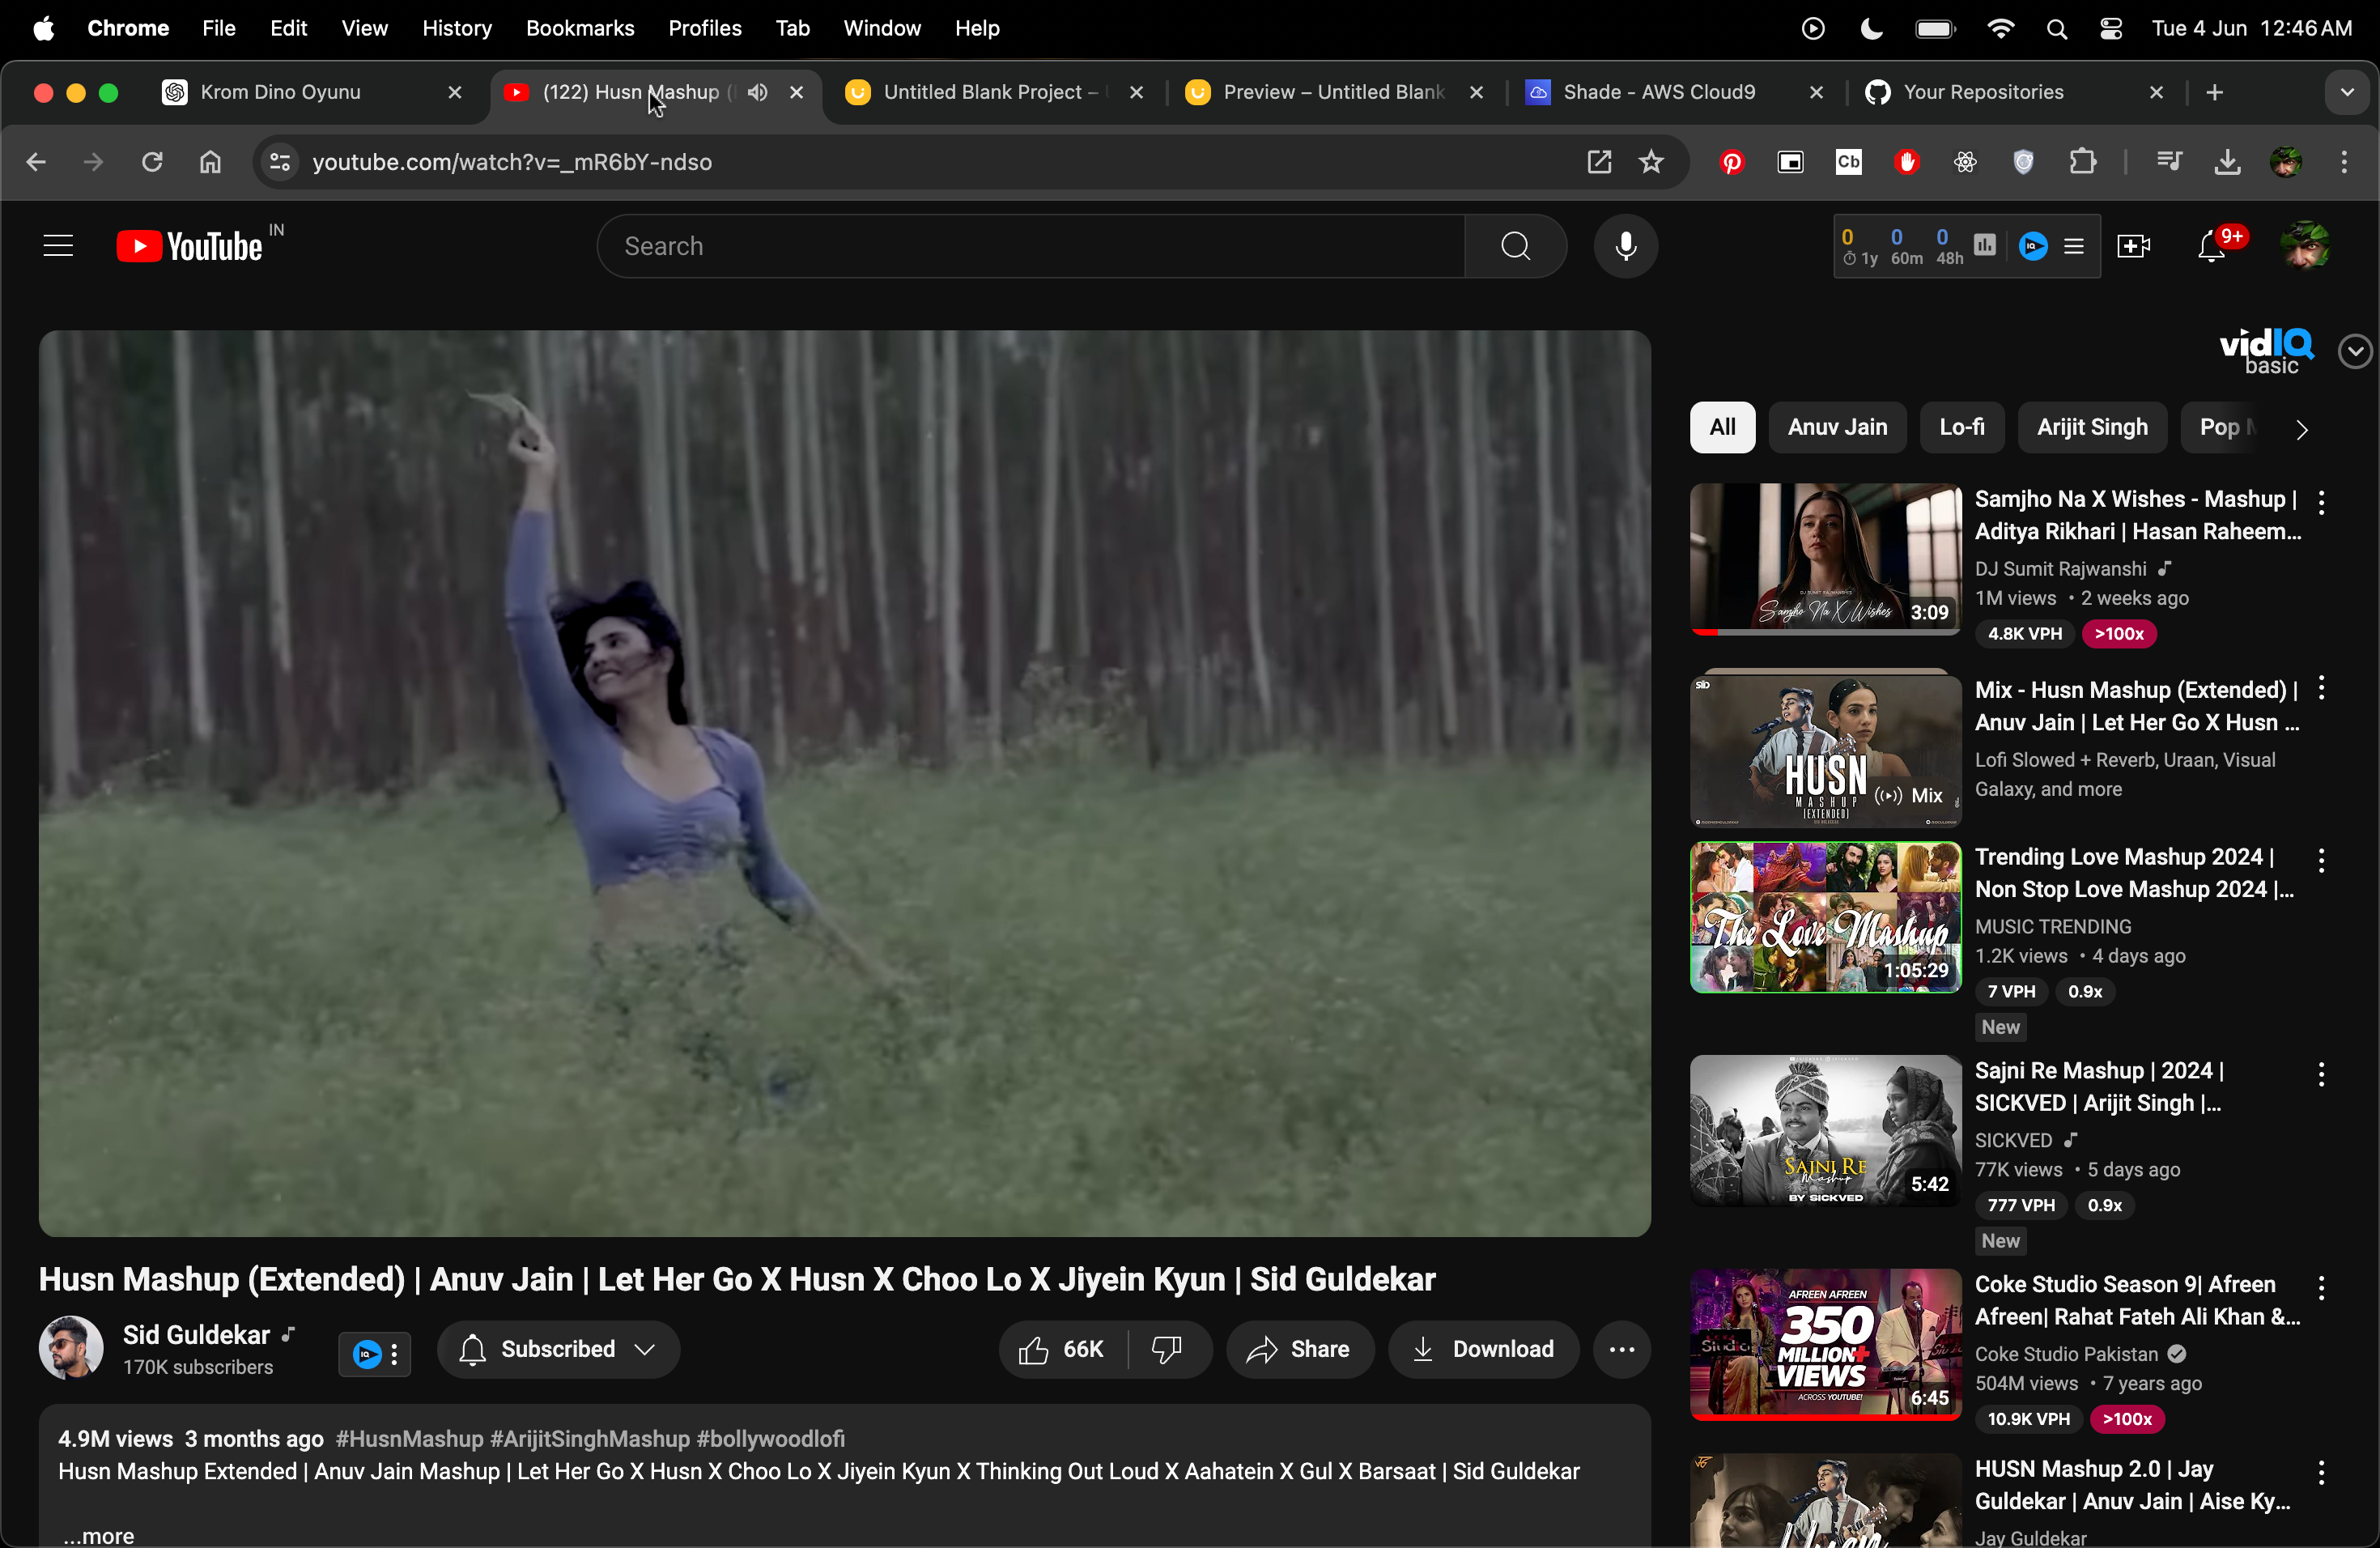 Chrome File Edit View History Bookmarks Profiles Tab Window Help
Tue 4 Jun 12:46 AM
Krom Dino Oyunu
(122) Husn Mashup (
Untitled Blank Project –
Preview – Untitled Blank
Shade - AWS Cloud9
Your Repositories
youtube.com/watch?v=_mR6bY-ndso
Cb
YouTube IN
Search
0 0 0
1y 60m 48h
9+
vidIQ
basic
All Anuv Jain Lo-fi Arijit Singh Pop
Samjho Na X Wishes
3:09
Samjho Na X Wishes - Mashup |
Aditya Rikhari | Hasan Raheem...
DJ Sumit Rajwanshi
1M views • 2 weeks ago
4.8K VPH >100x
SID
HUSN
MASHUP
(EXTENDED)
Mix
Mix - Husn Mashup (Extended) |
Anuv Jain | Let Her Go X Husn ...
Lofi Slowed + Reverb, Uraan, Visual
Galaxy, and more
The Love Mashup
1:05:29
Trending Love Mashup 2024 |
Non Stop Love Mashup 2024 |...
MUSIC TRENDING
1.2K views • 4 days ago
7 VPH 0.9x
New
SAJNI RE
Mashup
BY SICKVED
5:42
Sajni Re Mashup | 2024 |
SICKVED | Arijit Singh |...
SICKVED
77K views • 5 days ago
777 VPH 0.9x
New
AFREEN AFREEN
350
MILLION+
VIEWS
ACROSS YOUTUBE!
6:45
Coke Studio Season 9| Afreen
Afreen| Rahat Fateh Ali Khan &...
Coke Studio Pakistan
504M views • 7 years ago
10.9K VPH >100x
HUSN Mashup 2.0 | Jay
Guldekar | Anuv Jain | Aise Ky...
Jay Guldekar
Husn Mashup (Extended) | Anuv Jain | Let Her Go X Husn X Choo Lo X Jiyein Kyun | Sid Guldekar
Sid Guldekar
170K subscribers
Subscribed
66K
Share
Download
4.9M views 3 months ago #HusnMashup #ArijitSinghMashup #bollywoodlofi
Husn Mashup Extended | Anuv Jain Mashup | Let Her Go X Husn X Choo Lo X Jiyein Kyun X Thinking Out Loud X Aahatein X Gul X Barsaat | Sid Guldekar
...more